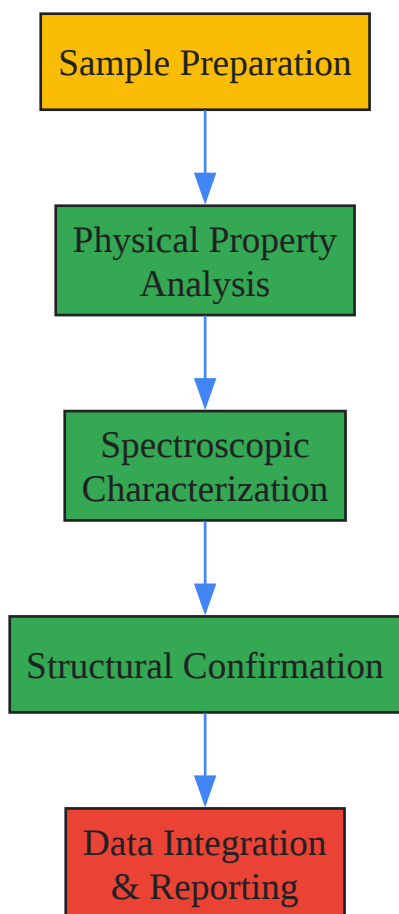 Sample Preparation
Physical Property
Analysis
Spectroscopic
Characterization
Structural Confirmation
Data Integration
& Reporting